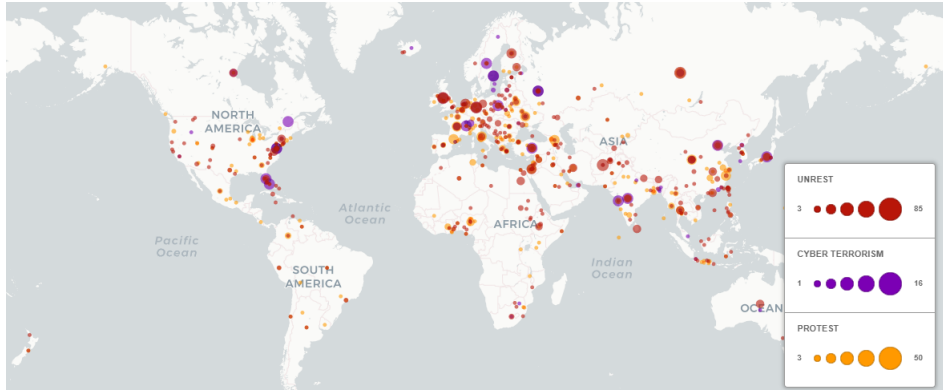 NORTH
AMERICA
ASIA
Atlantic
Ocean
AFRICA
Pacific
Ocean
Indian
Ocean
SOUTH
AMERICA
OCEAN
UNREST
3 85
CYBER TERRORISM
1 16
PROTEST
3 50